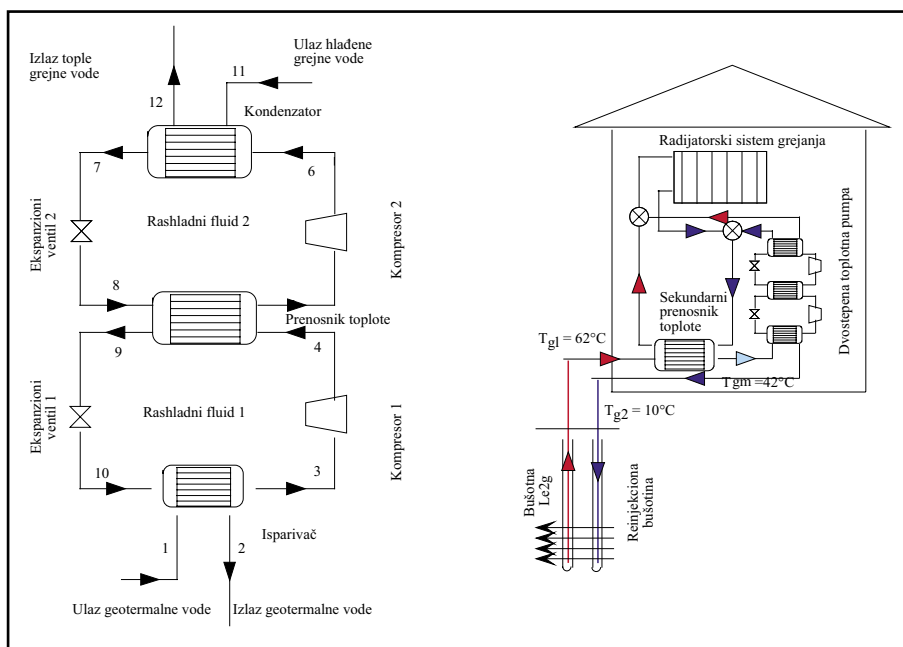 Izlaz tople
grejne vode
Ulaz hlađene
grejne vode
11
12
Kondenzator
7
6
Ekspanzioni
ventil 2
Rashladni fluid 2
Kompresor 2
8
Prenosnik toplote
9
4
Ekspanzioni
ventil 1
Rashladni fluid 1
Kompresor 1
10
3
Isparivač
1
2
Ulaz geotermalne vode
Izlaz geotermalne vode
Radijatorski sistem grejanja
Dvostepena toplotna pumpa
Sekundarni
prenosnik
toplote
Tgl = 62°C
Tgm =42°C
Tg2 = 10°C
Bušotna
Le2g
Reinjekciona
bušotina